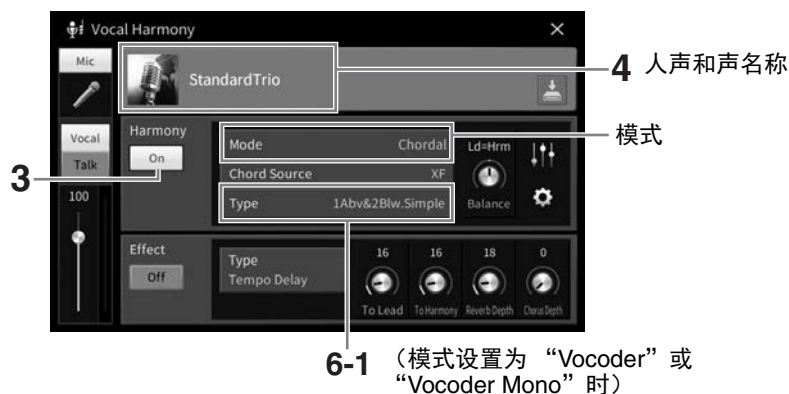 Vocal Harmony
Mic
StandardTrio
4 人声和声名称
Vocal
Talk
Harmony
On
Mode Chordal
Ld=Hrm
模式
Chord Source XF
3
Type 1Abv&2Blw.Simple
Balance
100
Effect
Off
Type
Tempo Delay
16 16 18 0
To Lead To Harmony Reverb Depth Chorus Depth
6-1 （模式设置为 “Vocoder”或
“Vocoder Mono”时）